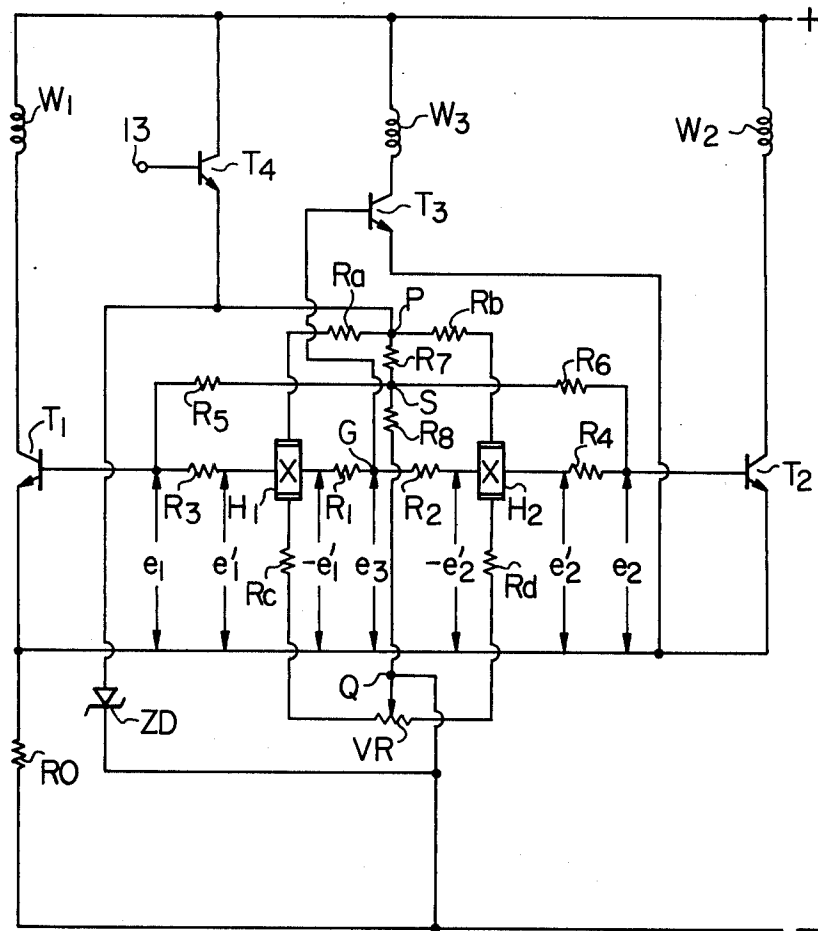 +
W1
W3
W2
13
T4
T3
Ra
P
Rb
R7
R6
R5
S
T1
R8
G
R4
R3
H1
R1
R2
H2
T2
e1
e'1
-e'1
e3
-e'2
e'2
e2
Rc
Rd
Q
ZD
VR
RO
-